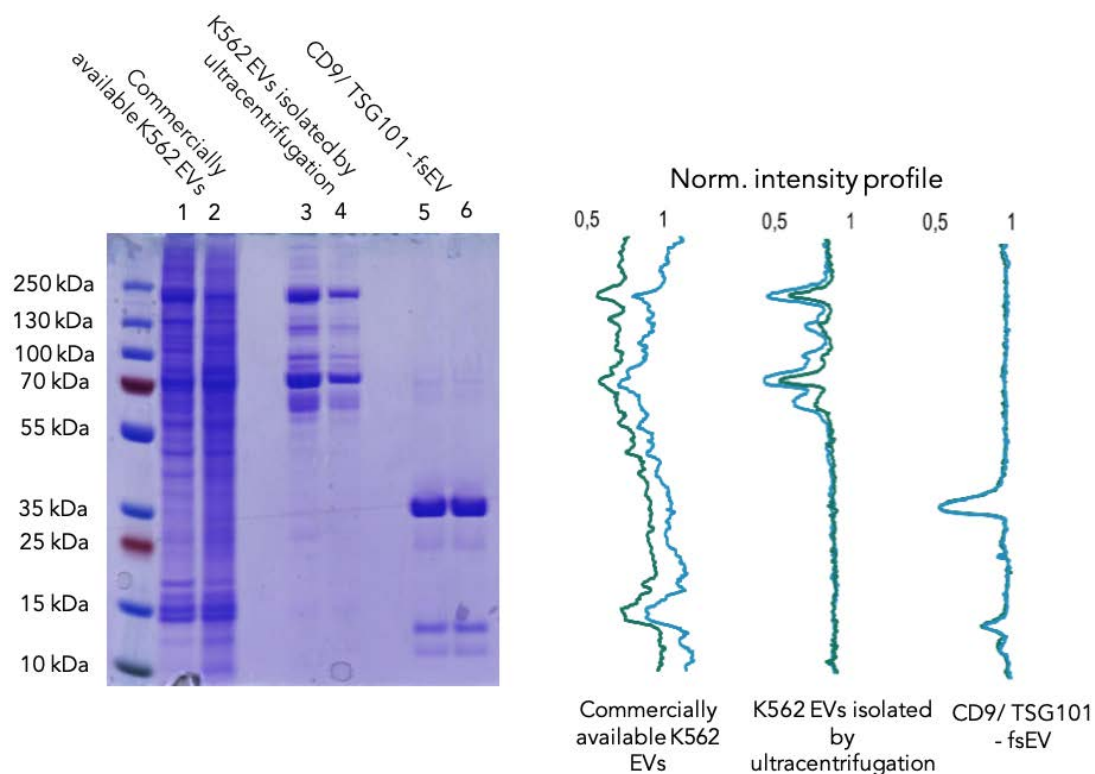 Commercially
available K562 EVs
K562 EVs isolated by
ultracentrifugation
CD9/ TSG101 - fsEV
1 2 3 4 5 6
250 kDa
130 kDa
100 kDa
70 kDa
55 kDa
35 kDa
25 kDa
15 kDa
10 kDa
Norm. intensity profile
0,5 1 0,5 1 0,5 1
Commercially
available K562
EVs
K562 EVs isolated
by
ultracentrifugation
CD9/ TSG101
- fsEV